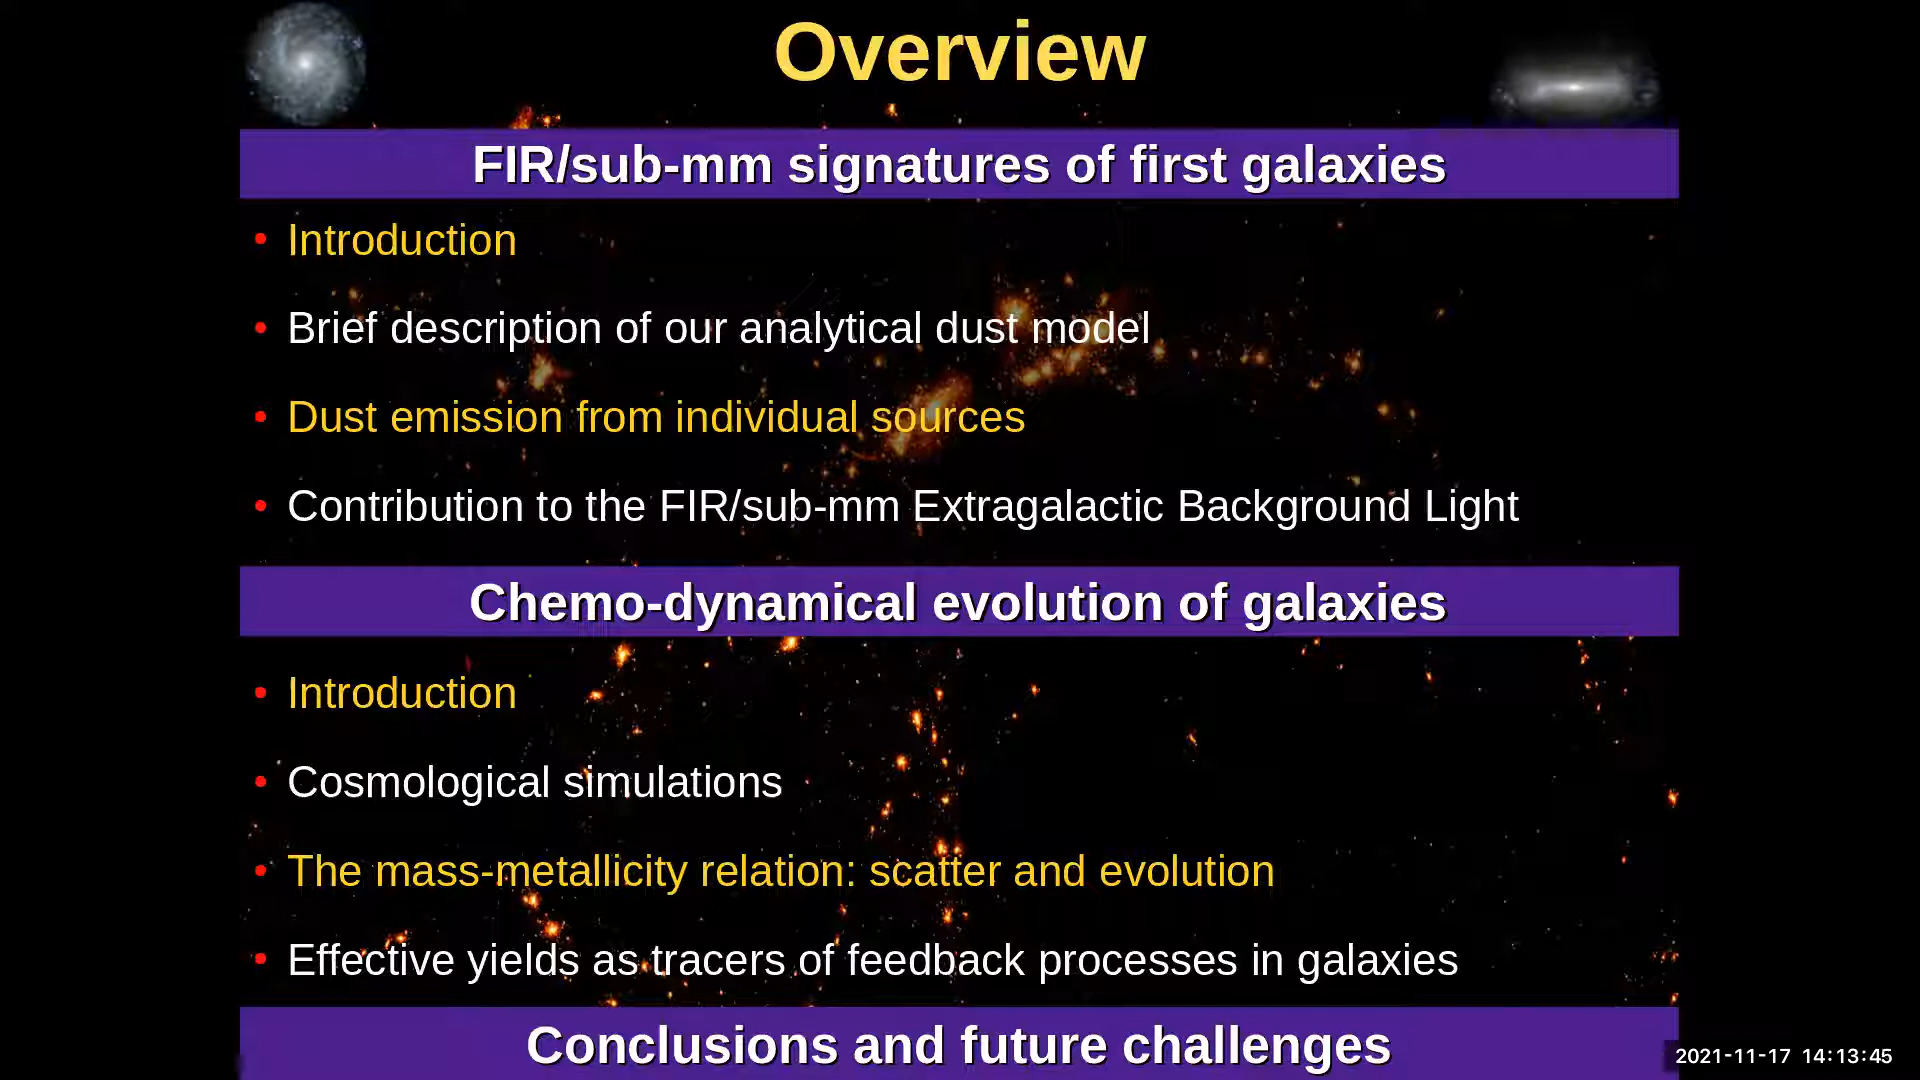 Overview
FIR/sub-mm signatures of first galaxies
• Introduction
• Brief description of our analytical dust model
• Dust emission from individual sources
• Contribution to the FIR/sub-mm Extragalactic Background Light
Chemo-dynamical evolution of galaxies
• Introduction
• Cosmological simulations
• The mass-metallicity relation: scatter and evolution
• Effective yields as tracers of feedback processes in galaxies
Conclusions and future challenges
2021-11-17 14:13:45